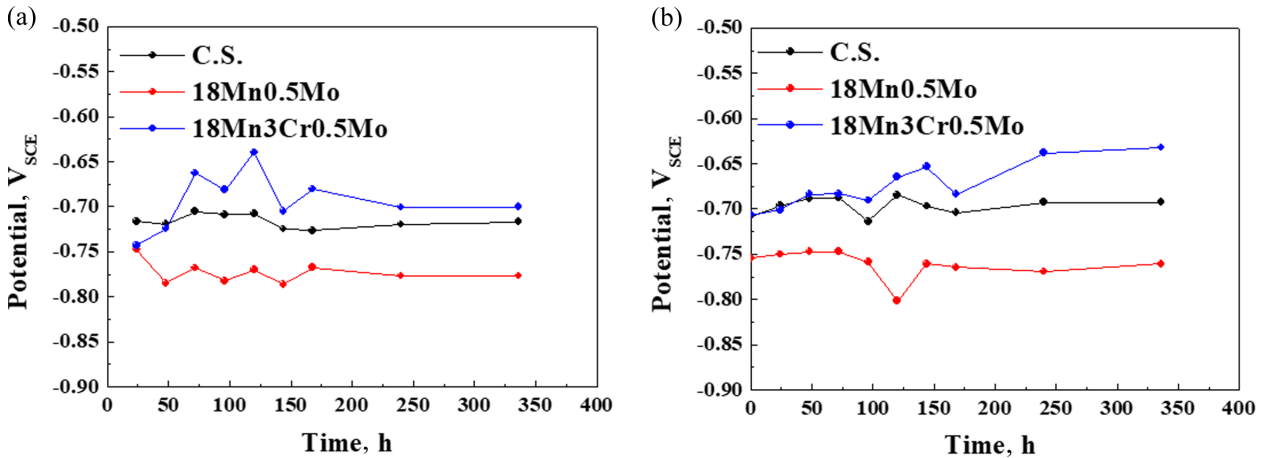 (a)
-0.50
-0.55
-0.60
-0.65
-0.70
-0.75
-0.80
-0.85
-0.90
Potential, V_SCE
C.S.
18Mn0.5Mo
18Mn3Cr0.5Mo
0 50 100 150 200 250 300 350 400
Time, h
(b)
-0.50
-0.55
-0.60
-0.65
-0.70
-0.75
-0.80
-0.85
-0.90
Potential, V_SCE
C.S.
18Mn0.5Mo
18Mn3Cr0.5Mo
0 50 100 150 200 250 300 350 400
Time, h